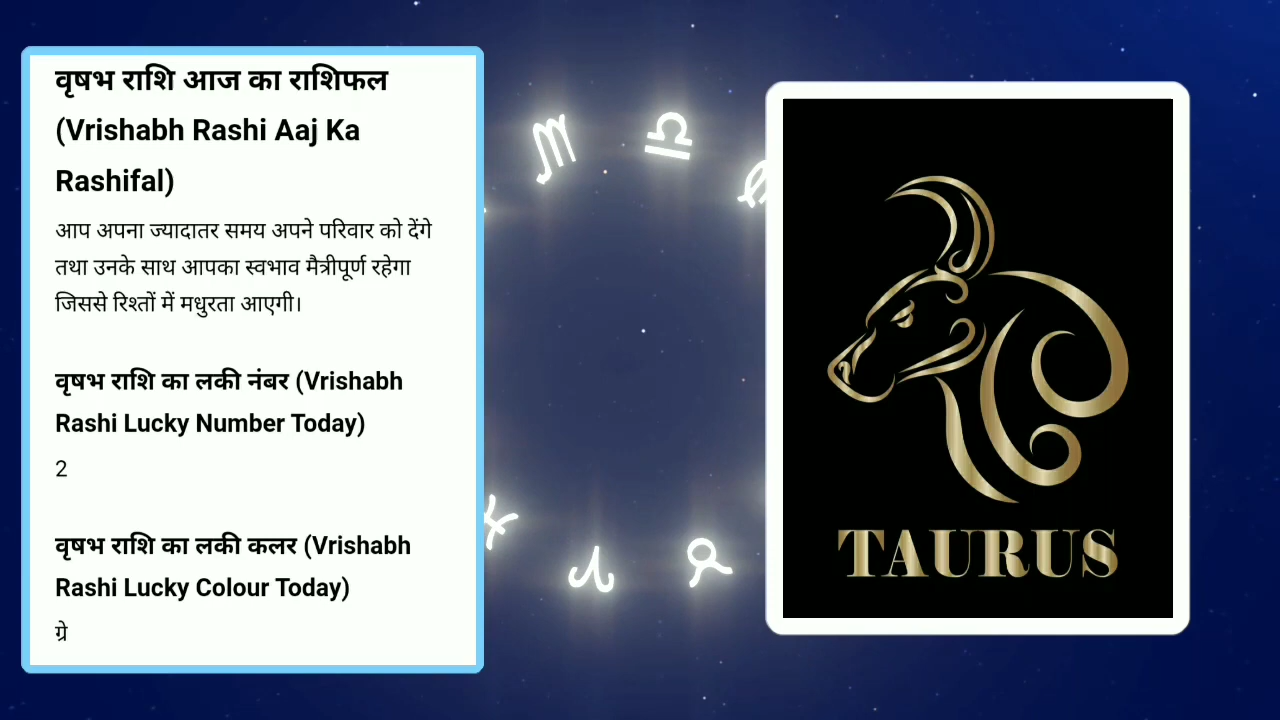 वृषभ राशि आज का राशिफल
(Vrishabh Rashi Aaj Ka
Rashifal)
आप अपना ज्यादातर समय अपने परिवार को देंगे
तथा उनके साथ आपका स्वभाव मैत्रीपूर्ण रहेगा
जिससे रिश्तों में मधुरता आएगी।
वृषभ राशि का लकी नंबर (Vrishabh
Rashi Lucky Number Today)
2
वृषभ राशि का लकी कलर (Vrishabh
Rashi Lucky Colour Today)
ग्रे
TAURUS